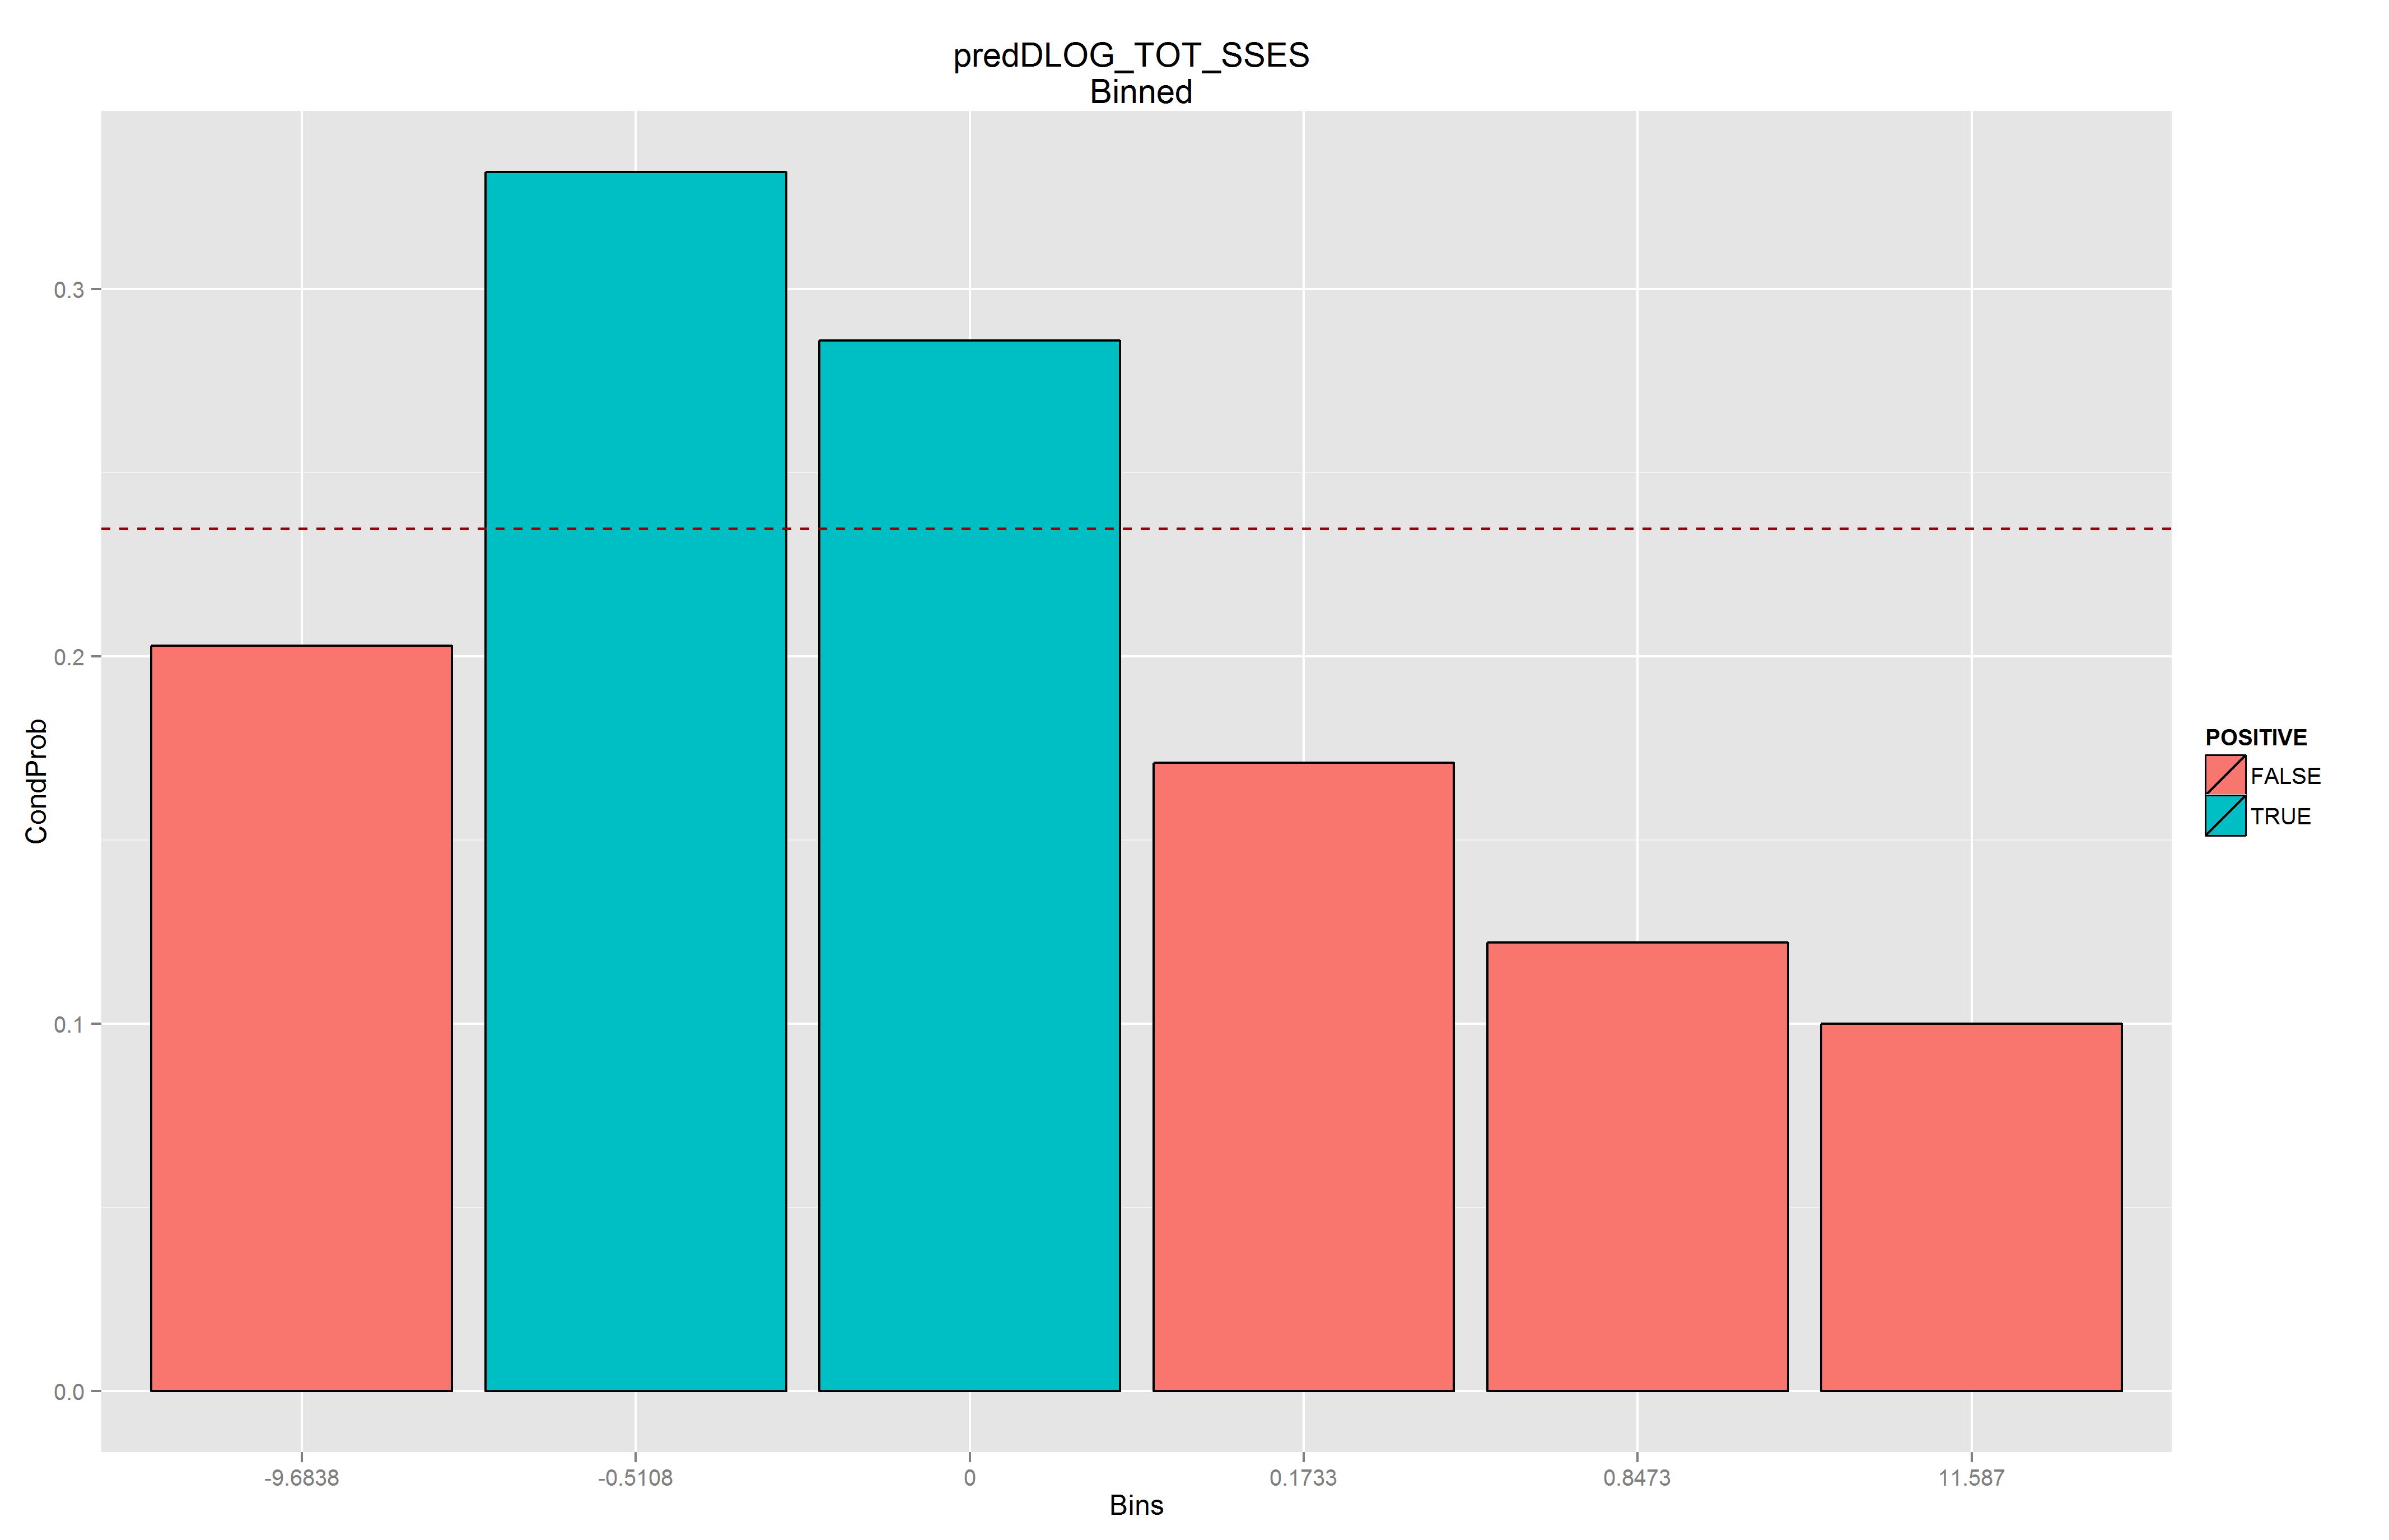 predDLOG_TOT_SSES
Binned
0.3
0.2
0.1
0.0
CondProb
-9.6838
-0.5108
0
0.1733
0.8473
11.587
Bins
POSITIVE
FALSE
TRUE